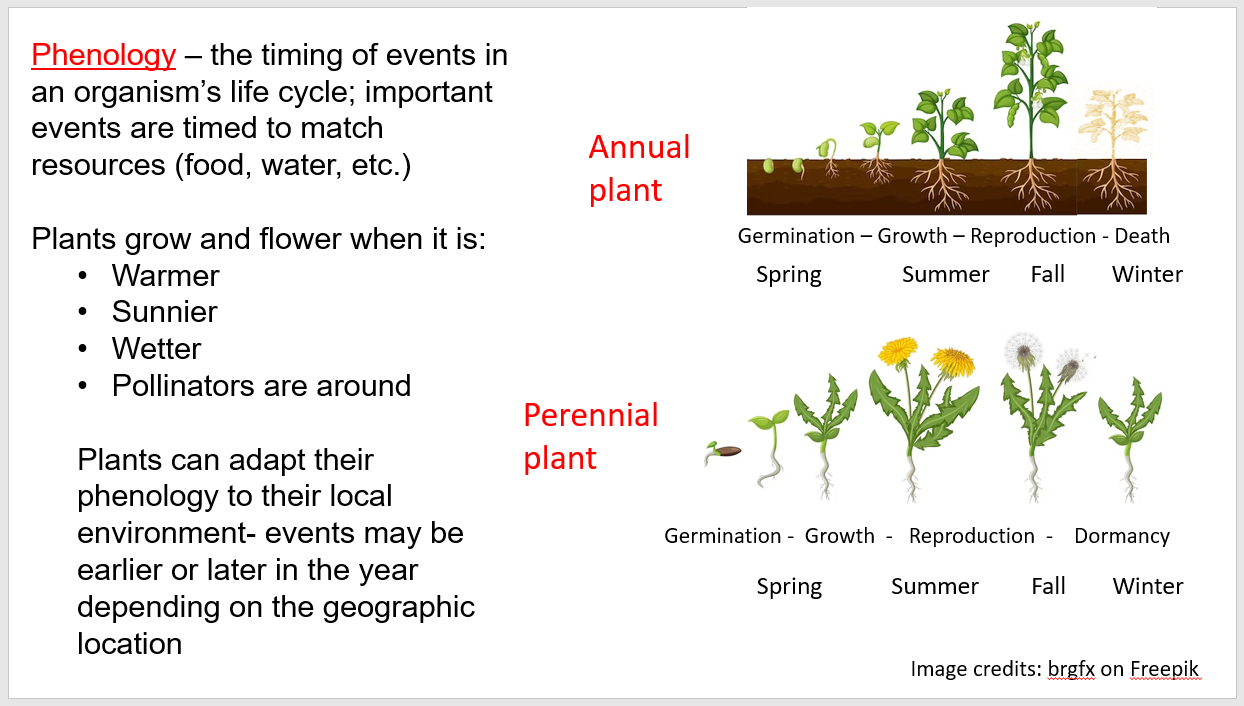 Phenology – the timing of events in
an organism’s life cycle; important
events are timed to match
resources (food, water, etc.)
Plants grow and flower when it is:
• Warmer
• Sunnier
• Wetter
• Pollinators are around
Plants can adapt their
phenology to their local
environment- events may be
earlier or later in the year
depending on the geographic
location
Annual
plant
Germination – Growth – Reproduction - Death
Spring Summer Fall Winter
Perennial
plant
Germination - Growth - Reproduction - Dormancy
Spring Summer Fall Winter
Image credits: brgfx on Freepik